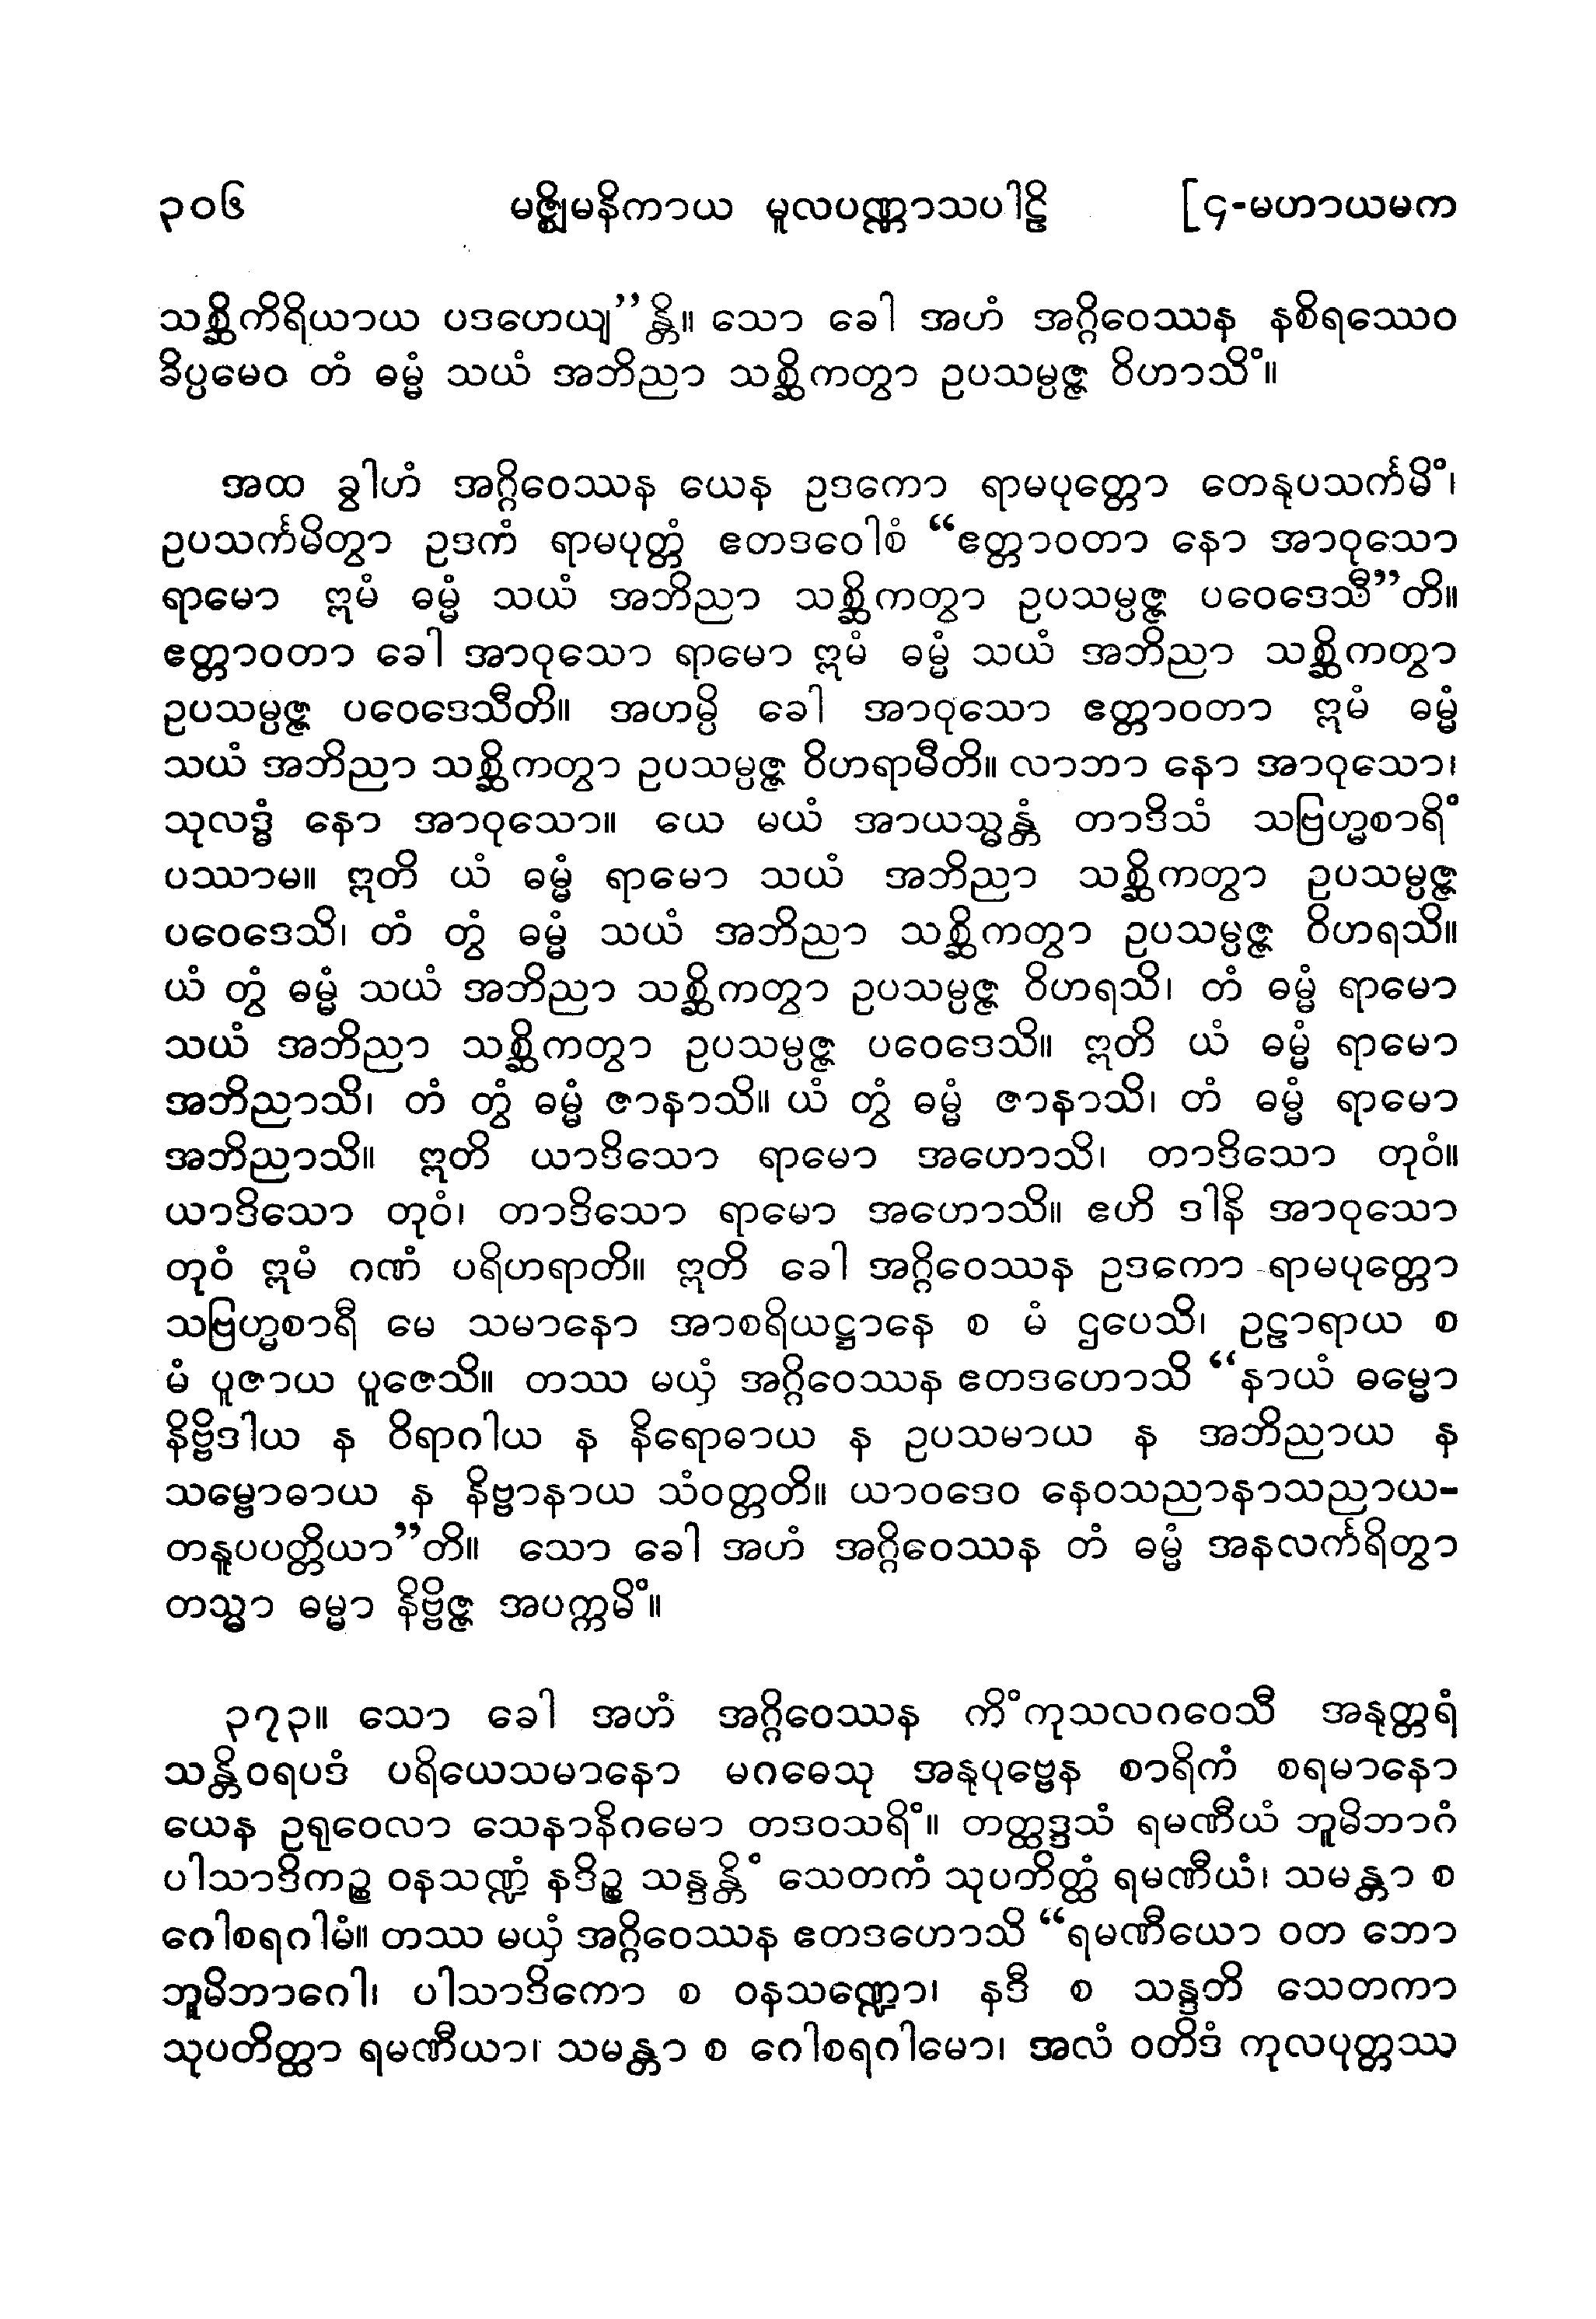 ၃၀၆ မဇ္ဈိမနိကာယ မူလပဏ္ဏာသပါဠိ [၄-မဟာယမက
သစ္ဆိကိရိယာယ ပဒဟေယျ”န္တိ။ သော ခေါ အဟံ အဂ္ဂိဝေဿန နစိရဿေဝ
ခိပ္ပမေဝ တံ ဓမ္မံ သယံ အဘိညာ သစ္ဆိကတွာ ဥပသမ္ပဇ္ဇ ဝိဟာသိံ။
အထ ခွါဟံ အဂ္ဂိဝေဿန ယေန ဥဒကော ရာမပုတ္တော တေနုပသင်္ကမိံ၊
ဥပသင်္ကမိတွာ ဥဒကံ ရာမပုတ္တံ ဧတဒဝေါစံ “ဧတ္တာဝတာ နော အာဝုသော
ရာမော ဣမံ ဓမ္မံ သယံ အဘိညာ သစ္ဆိကတွာ ဥပသမ္ပဇ္ဇ ပဝေဒေသီ”တိ။
ဧတ္တာဝတာ ခေါ အာဝုသော ရာမော ဣမံ ဓမ္မံ သယံ အဘိညာ သစ္ဆိကတွာ
ဥပသမ္ပဇ္ဇ ပဝေဒေသီတိ။ အဟမ္ပိ ခေါ အာဝုသော ဧတ္တာဝတာ ဣမံ ဓမ္မံ
သယံ အဘိညာ သစ္ဆိကတွာ ဥပသမ္ပဇ္ဇ ဝိဟရာမီတိ။ လာဘာ နော အာဝုသော၊
သုလဒ္ဓံ နော အာဝုသော။ ယေ မယံ အာယသ္မန္တံ တာဒိသံ သဗြဟ္မစာရိံ
ပဿာမ။ ဣတိ ယံ ဓမ္မံ ရာမော သယံ အဘိညာ သစ္ဆိကတွာ ဥပသမ္ပဇ္ဇ
ပဝေဒေသိ၊ တံ တွံ ဓမ္မံ သယံ အဘိညာ သစ္ဆိကတွာ ဥပသမ္ပဇ္ဇ ဝိဟရသိ။
ယံ တွံ ဓမ္မံ သယံ အဘိညာ သစ္ဆိကတွာ ဥပသမ္ပဇ္ဇ ဝိဟရသိ၊ တံ ဓမ္မံ ရာမော
သယံ အဘိညာ သစ္ဆိကတွာ ဥပသမ္ပဇ္ဇ ပဝေဒေသိ။ ဣတိ ယံ ဓမ္မံ ရာမော
အဘိညာသိ၊ တံ တွံ ဓမ္မံ ဇာနာသိ။ ယံ တွံ ဓမ္မံ ဇာနာသိ၊ တံ ဓမ္မံ ရာမော
အဘိညာသိ။ ဣတိ ယာဒိသော ရာမော အဟောသိ၊ တာဒိသော တုဝံ။
ယာဒိသော တုဝံ၊ တာဒိသော ရာမော အဟောသိ။ ဧဟိ ဒါနိ အာဝုသော
တုဝံ ဣမံ ဂဏံ ပရိဟရာတိ။ ဣတိ ခေါ အဂ္ဂိဝေဿန ဥဒကော ရာမပုတ္တော
သဗြဟ္မစာရီ မေ သမာနော အာစရိယဋ္ဌာနေ စ မံ ဌပေသိ၊ ဥဠာရာယ စ
မံ ပူဇာယ ပူဇေသိ။ တဿ မယှံ အဂ္ဂိဝေဿန ဧတဒဟောသိ “နာယံ ဓမ္မော
နိဗ္ဗိဒါယ န ဝိရာဂါယ န နိရောဓာယ န ဥပသမာယ န အဘိညာယ န
သမ္ဗောဓာယ န နိဗ္ဗာနာယ သံဝတ္တတိ။ ယာဝဒေဝ နေဝသညာနာသညာယ-
တနူပပတ္တိယာ”တိ။ သော ခေါ အဟံ အဂ္ဂိဝေဿန တံ ဓမ္မံ အနလင်္ကရိတွာ
တသ္မာ ဓမ္မာ နိဗ္ဗိဇ္ဇ အပက္ကမိံ။
၃၇၃။ သော ခေါ အဟံ အဂ္ဂိဝေဿန ကိံကုသလဂဝေသီ အနုတ္တရံ
သန္တိဝရပဒံ ပရိယေသမာနော မဂဓေသု အနုပုဗ္ဗေန စာရိကံ စရမာနော
ယေန ဥရုဝေလာ သေနာနိဂမော တဒဝသရိံ။ တတ္ထဒ္ဒသံ ရမဏီယံ ဘူမိဘာဂံ
ပါသာဒိကဉ္စ ဝနသဏ္ဍံ နဒိဉ္စ သန္ဒန္တိံ သေတကံ သုပတိတ္ထံ ရမဏီယံ၊ သမန္တာ စ
ဂေါစရဂါမံ။ တဿ မယှံ အဂ္ဂိဝေဿန ဧတဒဟောသိ “ရမဏီယော ဝတ ဘော
ဘူမိဘာဂေါ၊ ပါသာဒိကော စ ဝနသဏ္ဍော၊ နဒီ စ သန္ဒတိ သေတကာ
သုပတိတ္ထာ ရမဏီယာ၊ သမန္တာ စ ဂေါစရဂါမော၊ အလံ ဝတိဒံ ကုလပုတ္တဿ